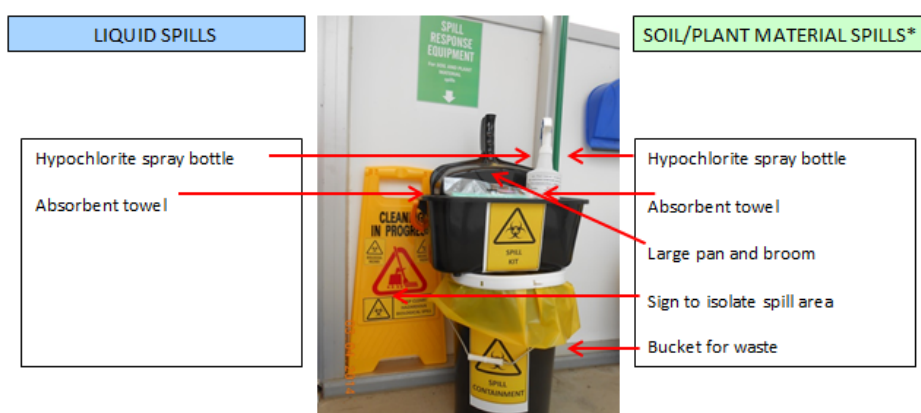 LIQUID SPILLS
SOIL/PLANT MATERIAL SPILLS*
Hypochlorite spray bottle
Absorbent towel
SPILL
RESPONSE
EQUIPMENT
CLEANING
IN PROGRESS
SPILL
KIT
SPILL
CONTAINMENT
Hypochlorite spray bottle
Absorbent towel
Large pan and broom
Sign to isolate spill area
Bucket for waste